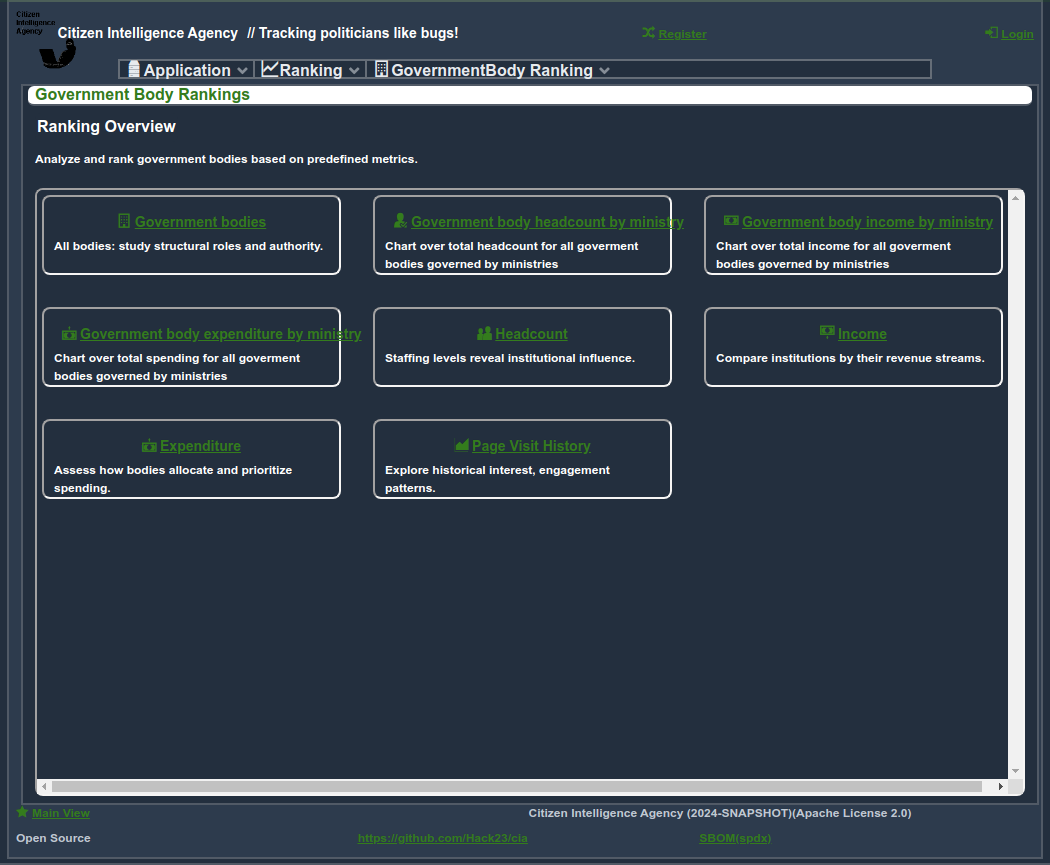 Citizen
Intelligence
Agency
Citizen Intelligence Agency // Tracking politicians like bugs!
Register
Login
Application
Ranking
GovernmentBody Ranking
Government Body Rankings
Ranking Overview
Analyze and rank government bodies based on predefined metrics.
Government bodies
All bodies: study structural roles and authority.
Government body headcount by ministry
Chart over total headcount for all goverment
bodies governed by ministries
Government body income by ministry
Chart over total income for all goverment
bodies governed by ministries
Government body expenditure by ministry
Chart over total spending for all goverment
bodies governed by ministries
Headcount
Staffing levels reveal institutional influence.
Income
Compare institutions by their revenue streams.
Expenditure
Assess how bodies allocate and prioritize
spending.
Page Visit History
Explore historical interest, engagement
patterns.
Main View
Citizen Intelligence Agency (2024-SNAPSHOT)(Apache License 2.0)
Open Source
https://github.com/Hack23/cia
SBOM(spdx)